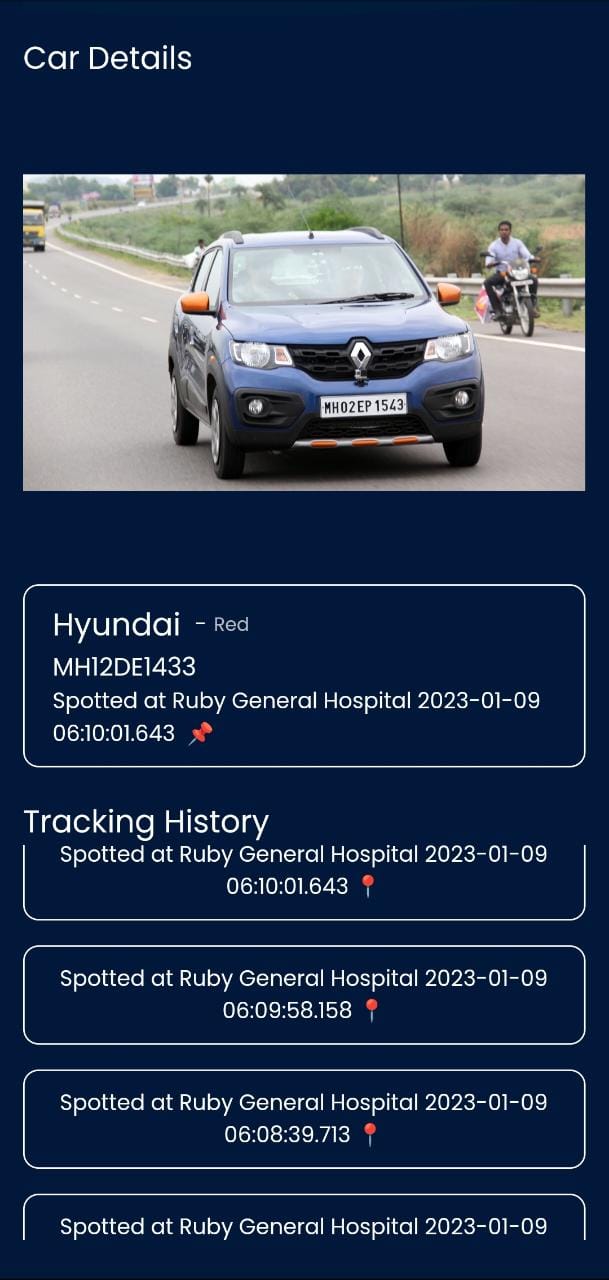 Car Details
MH02EP1543
Hyundai - Red
MH12DE1433
Spotted at Ruby General Hospital 2023-01-09
06:10:01.643
Tracking History
Spotted at Ruby General Hospital 2023-01-09
06:10:01.643
Spotted at Ruby General Hospital 2023-01-09
06:09:58.158
Spotted at Ruby General Hospital 2023-01-09
06:08:39.713
Spotted at Ruby General Hospital 2023-01-09